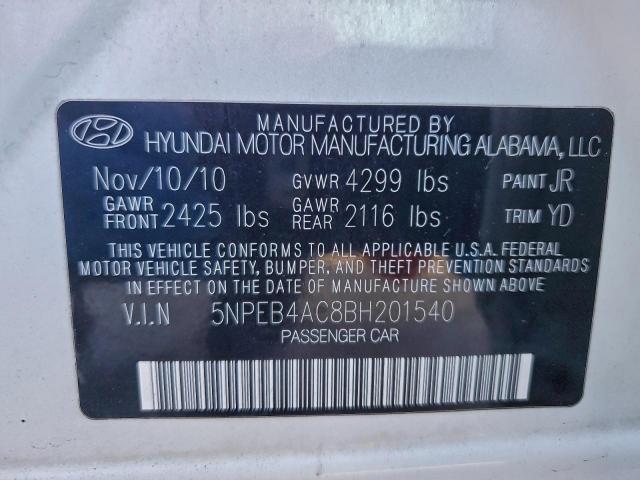 MANUFACTURED BY
HYUNDAI MOTOR MANUFACTURING ALABAMA, LLC
Nov/10/10 GVWR 4299 lbs PAINT JR
GAWR FRONT 2425 lbs GAWR REAR 2116 lbs TRIM YD
THIS VEHICLE CONFORMS TO ALL APPLICABLE U.S.A. FEDERAL
MOTOR VEHICLE SAFETY, BUMPER, AND THEFT PREVENTION STANDARDS
IN EFFECT ON THE DATE OF MANUFACTURE SHOWN ABOVE.
V.I.N 5NPEB4AC8BH201540
PASSENGER CAR